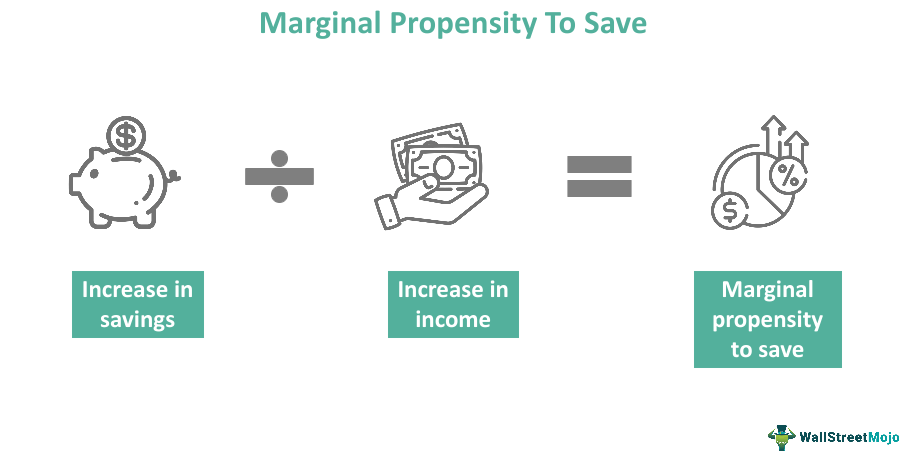 Marginal Propensity To Save
$
%
$
Increase in
savings
Increase in
income
Marginal
propensity
to save
WallStreetMojo